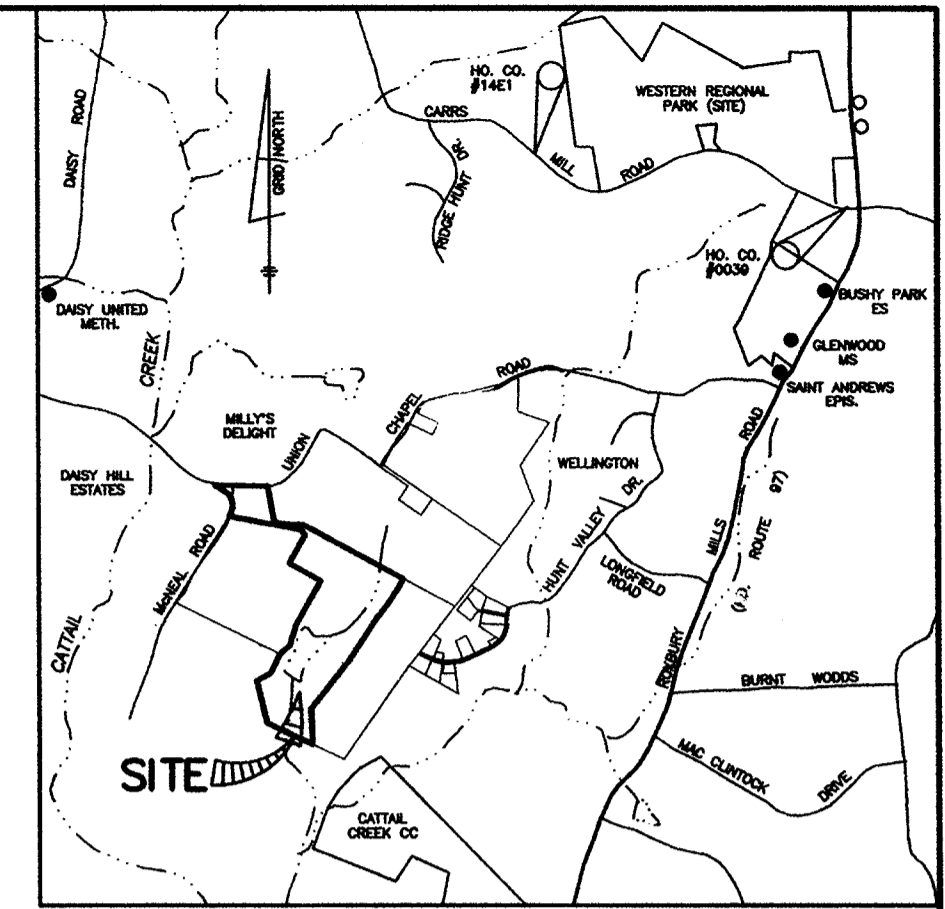 HO. CO.
#14E1
WESTERN REGIONAL
PARK (SITE)
DAISY ROAD
GRID NORTH
CARRS MILL ROAD
RIDGE HUNT DR.
HO. CO.
#0039
BUSHY PARK
ES
DAISY UNITED
METH.
GLENWOOD
MS
CREEK
ROAD
SAINT ANDREWS
EPIS.
MILLY'S
DELIGHT
UNION CHAPEL
WELLINGTON
DAISY HILL
ESTATES
HUNT VALLEY DR.
ROXBURY MILLS ROAD
ROUTE 97)
McNEAL ROAD
LONGFIELD
ROAD
CATTAIL
BURNT WODDS
MAC CLINTOCK DRIVE
SITE
CATTAIL
CREEK CC